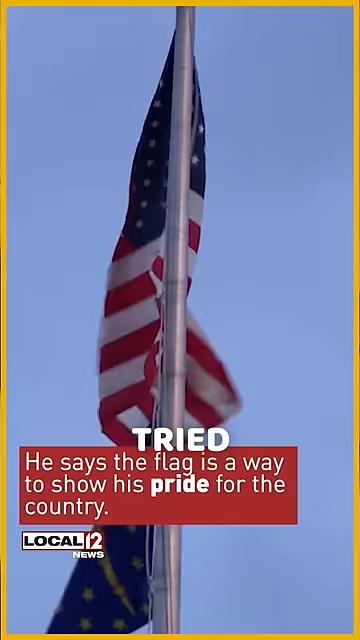 TRIED
He says the flag is a way
to show his pride for the
country.
LOCAL 12
NEWS